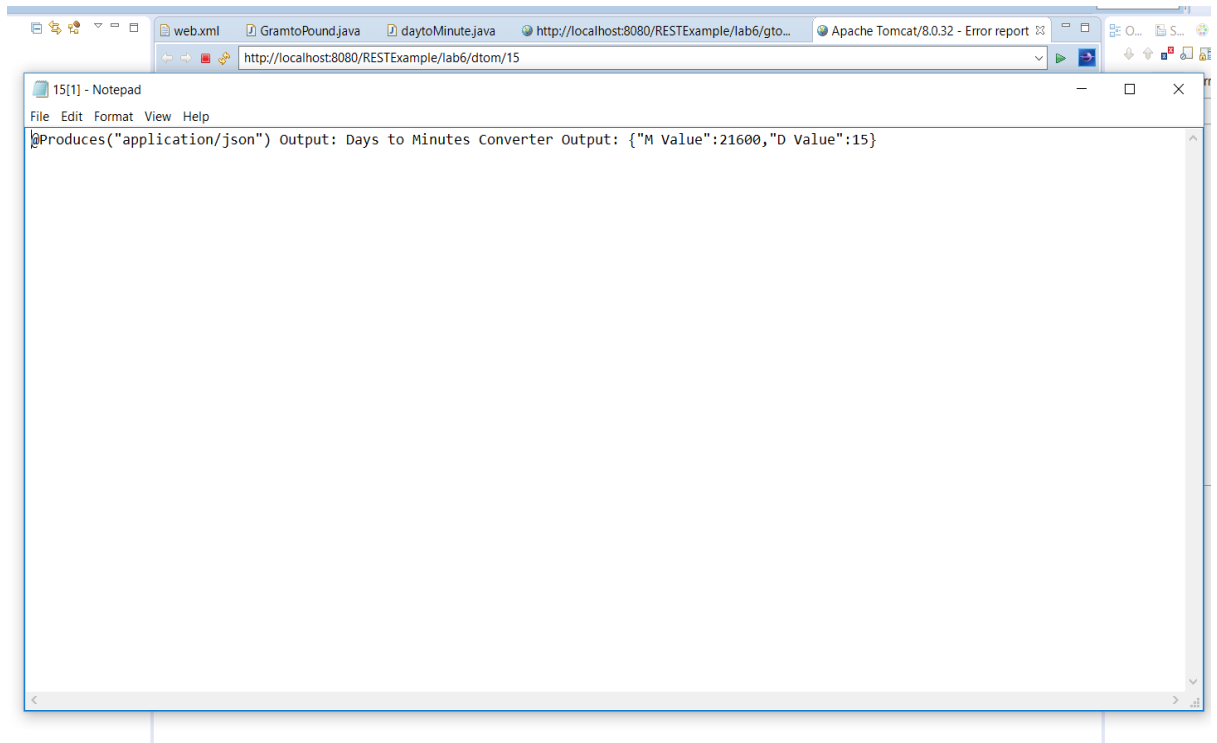 web.xml
GramtoPound.java
daytoMinute.java
http://localhost:8080/RESTExample/lab6/gto...
Apache Tomcat/8.0.32 - Error report
O...
S...
http://localhost:8080/RESTExample/lab6/dtom/15
15[1] - Notepad
File Edit Format View Help
@Produces("application/json") Output: Days to Minutes Converter Output: {"M Value":21600,"D Value":15}